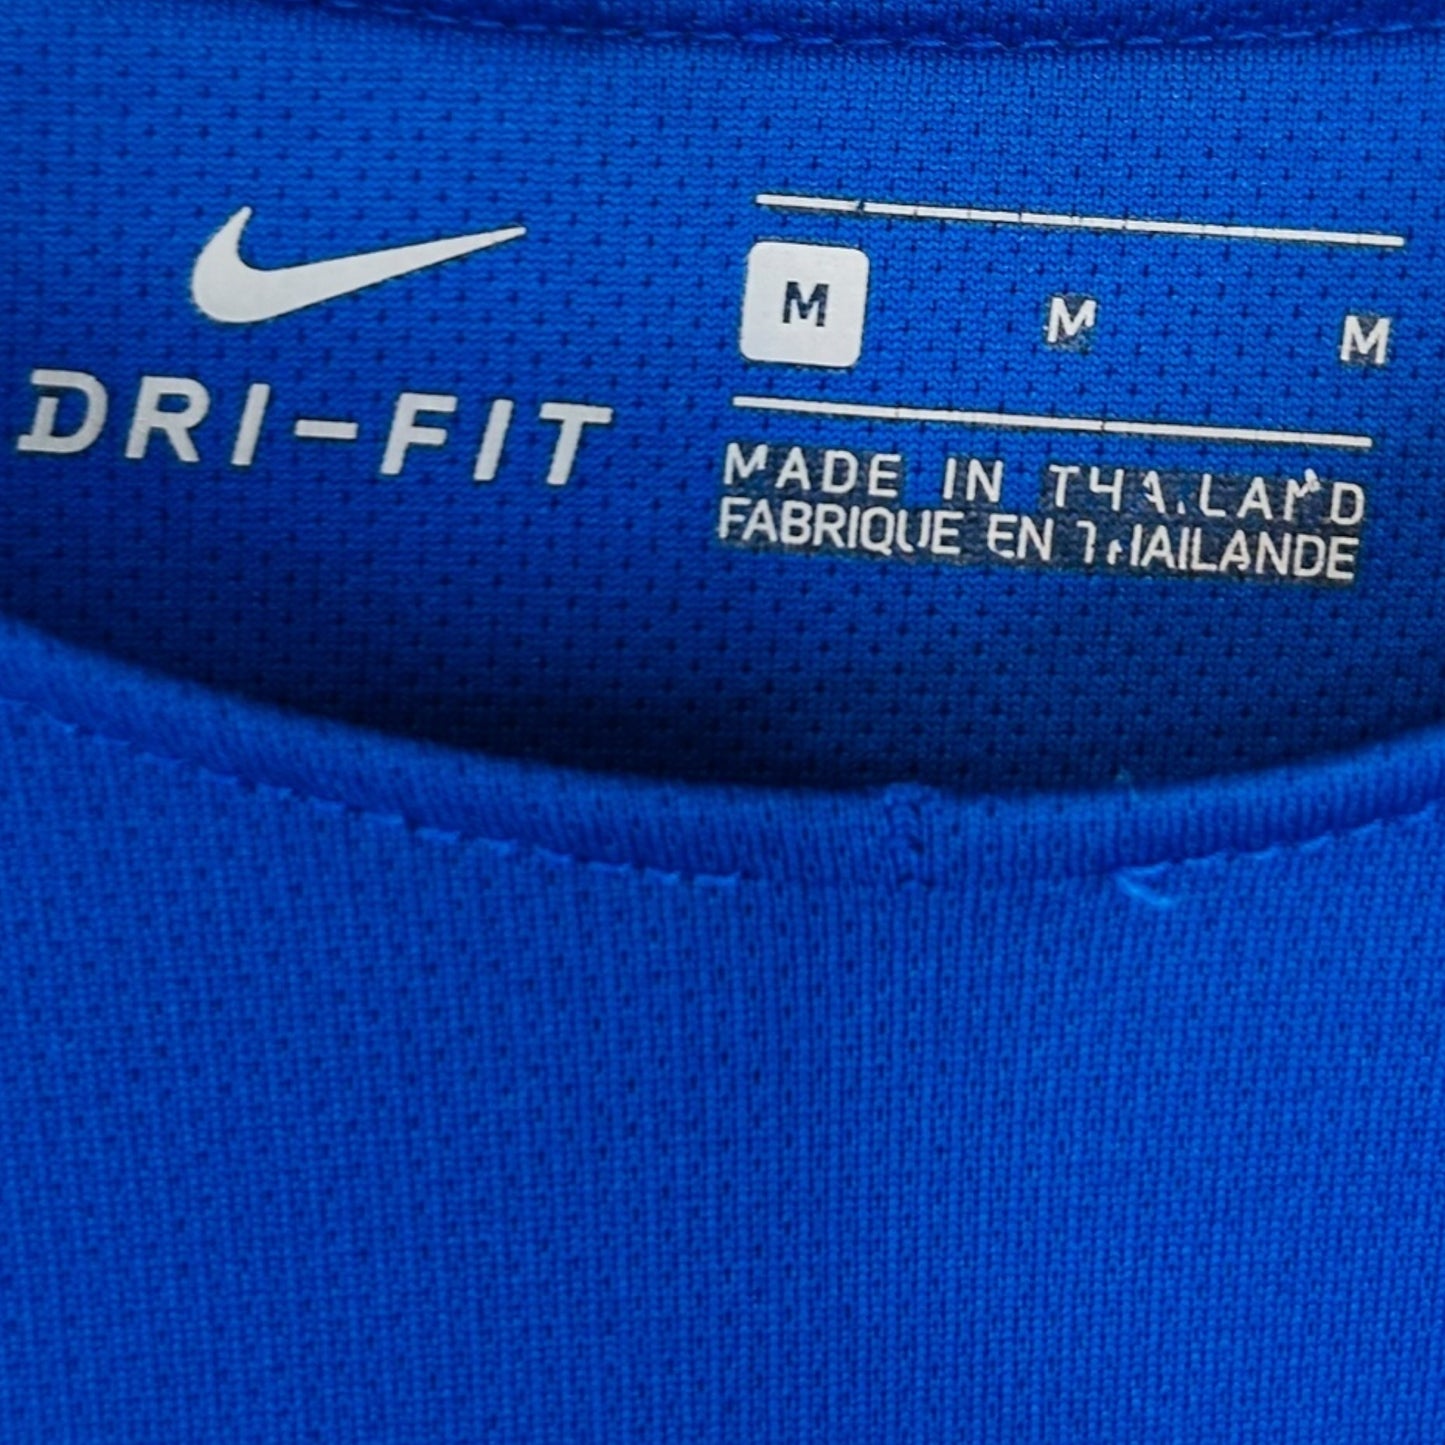 DRI-FIT
M M M
MADE IN THAILAND
FABRIQUE EN THAILANDE